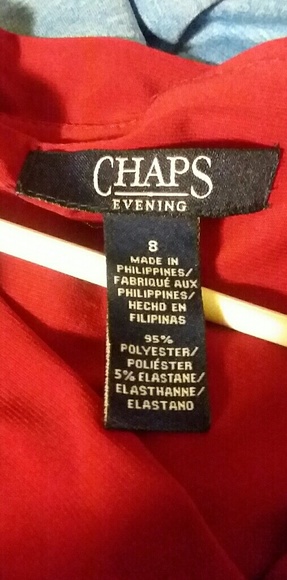 CHAPS
EVENING
8
MADE IN
PHILIPPINES/
FABRIQUÉ AUX
PHILIPPINES/
HECHO EN
FILIPINAS
95%
POLYESTER/
POLIÉSTER
5% ELASTANE/
ELASTHANNE/
ELASTANO